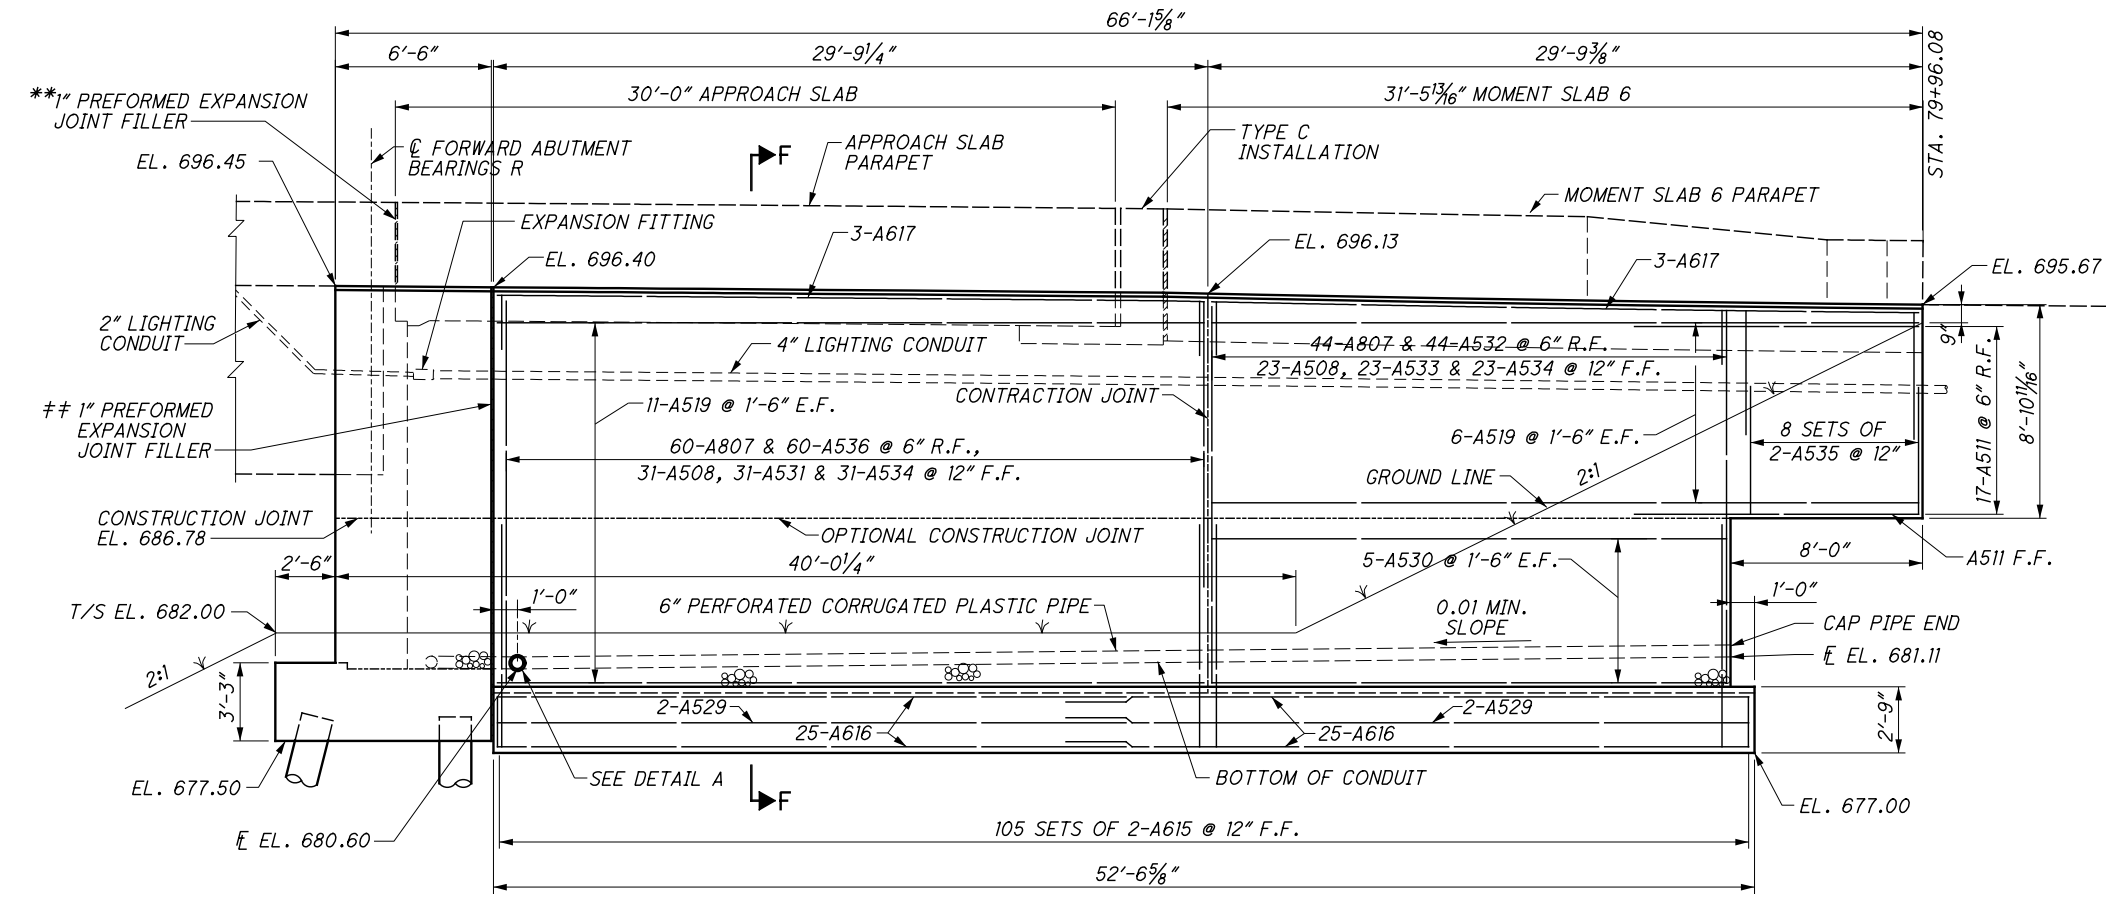 66'-1⅝"
6'-6"
29'-9¼"
29'-9⅜"
STA. 79+96.08
30'-0" APPROACH SLAB
31'-5¹³⁄₁₆" MOMENT SLAB 6
**1" PREFORMED EXPANSION
JOINT FILLER
℄ FORWARD ABUTMENT
BEARINGS R
F
APPROACH SLAB
PARAPET
TYPE C
INSTALLATION
EL. 696.45
MOMENT SLAB 6 PARAPET
EXPANSION FITTING
3-A617
EL. 696.40
EL. 696.13
3-A617
EL. 695.67
2" LIGHTING
CONDUIT
4" LIGHTING CONDUIT
44-A807 & 44-A532 @ 6" R.F.
23-A508, 23-A533 & 23-A534 @ 12" F.F.
9"
17-A511 @ 6" R.F.
8'-10¹¹⁄₁₆"
CONTRACTION JOINT
11-A519 @ 1'-6" E.F.
‡‡ 1" PREFORMED
EXPANSION
JOINT FILLER
60-A807 & 60-A536 @ 6" R.F.,
31-A508, 31-A531 & 31-A534 @ 12" F.F.
6-A519 @ 1'-6" E.F.
8 SETS OF
2-A535 @ 12"
GROUND LINE
2:1
CONSTRUCTION JOINT
EL. 686.78
OPTIONAL CONSTRUCTION JOINT
2'-6"
40'-0¼"
5-A530 @ 1'-6" E.F.
8'-0"
A511 F.F.
1'-0"
T/S EL. 682.00
6" PERFORATED CORRUGATED PLASTIC PIPE
0.01 MIN.
SLOPE
1'-0"
CAP PIPE END
2:1
3'-3"
℄ EL. 681.11
2-A529
25-A616
2-A529
25-A616
2'-9"
EL. 677.50
SEE DETAIL A
F
BOTTOM OF CONDUIT
EL. 677.00
℄ EL. 680.60
105 SETS OF 2-A615 @ 12" F.F.
52'-6⅝"